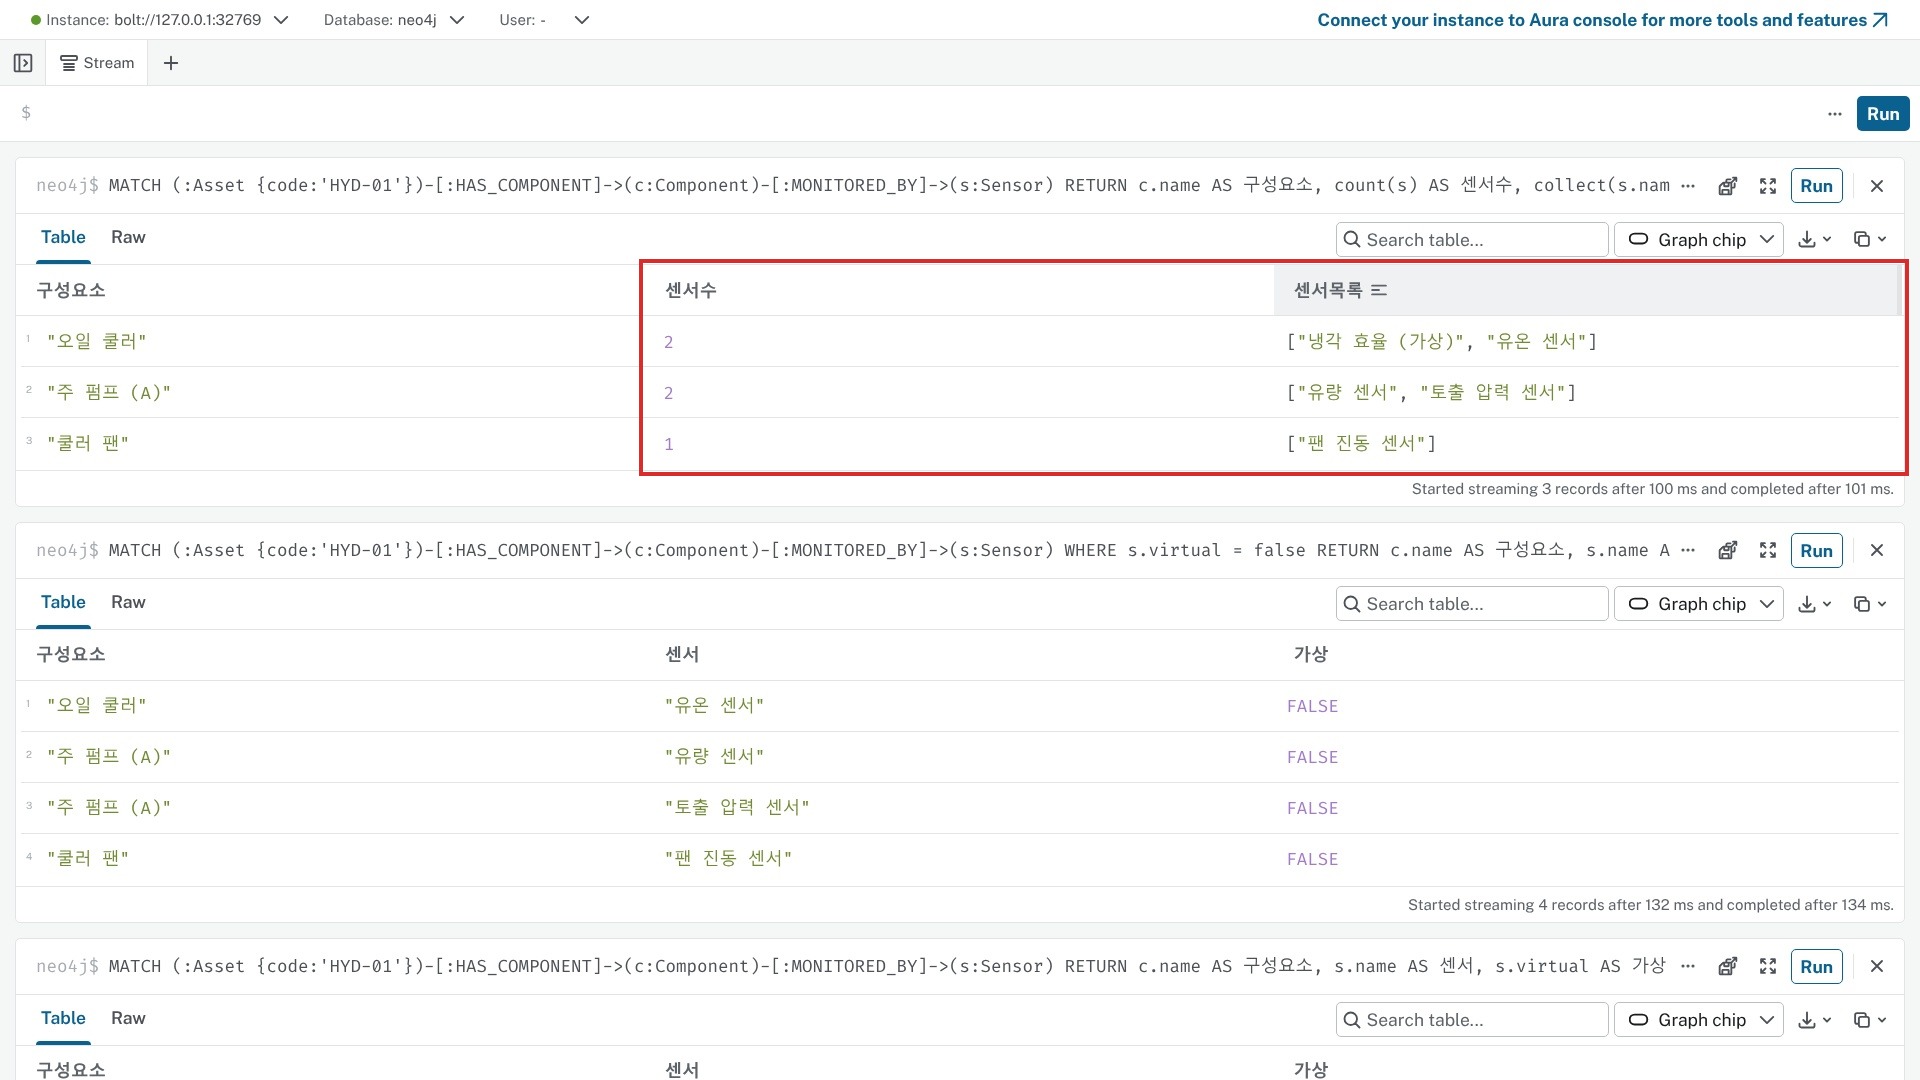 Instance: bolt://127.0.0.1:32769 Database: neo4j User: - Connect your instance to Aura console for more tools and features
Stream
$ ... Run
neo4j$ MATCH (:Asset {code:'HYD-01'})-[:HAS_COMPONENT]->(c:Component)-[:MONITORED_BY]->(s:Sensor) RETURN c.name AS 구성요소, count(s) AS 센서수, collect(s.nam ... Run
Table Raw Search table... Graph chip
구성요소 센서수 센서목록
1 "오일 쿨러" 2 ["냉각 효율 (가상)", "유온 센서"]
2 "주 펌프 (A)" 2 ["유량 센서", "토출 압력 센서"]
3 "쿨러 팬" 1 ["팬 진동 센서"]
Started streaming 3 records after 100 ms and completed after 101 ms.
neo4j$ MATCH (:Asset {code:'HYD-01'})-[:HAS_COMPONENT]->(c:Component)-[:MONITORED_BY]->(s:Sensor) WHERE s.virtual = false RETURN c.name AS 구성요소, s.name A ... Run
Table Raw Search table... Graph chip
구성요소 센서 가상
1 "오일 쿨러" "유온 센서" FALSE
2 "주 펌프 (A)" "유량 센서" FALSE
3 "주 펌프 (A)" "토출 압력 센서" FALSE
4 "쿨러 팬" "팬 진동 센서" FALSE
Started streaming 4 records after 132 ms and completed after 134 ms.
neo4j$ MATCH (:Asset {code:'HYD-01'})-[:HAS_COMPONENT]->(c:Component)-[:MONITORED_BY]->(s:Sensor) RETURN c.name AS 구성요소, s.name AS 센서, s.virtual AS 가상 ... Run
Table Raw Search table... Graph chip
구성요소 센서 가상